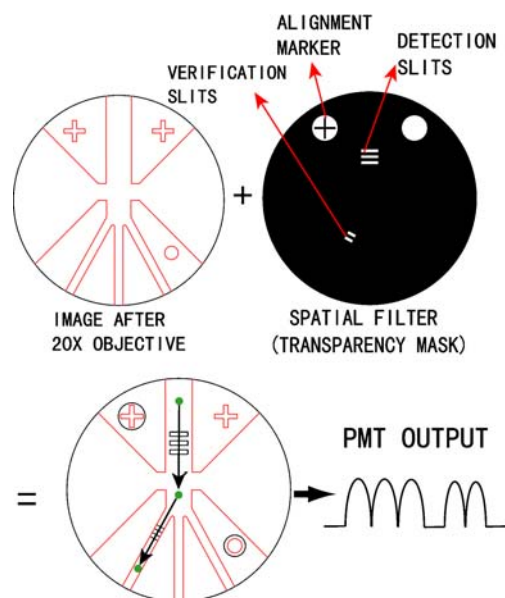 ALIGNMENT
MARKER
DETECTION
SLITS
VERIFICATION
SLITS
+
IMAGE AFTER
20X OBJECTIVE
SPATIAL FILTER
(TRANSPARENCY MASK)
=
PMT OUTPUT